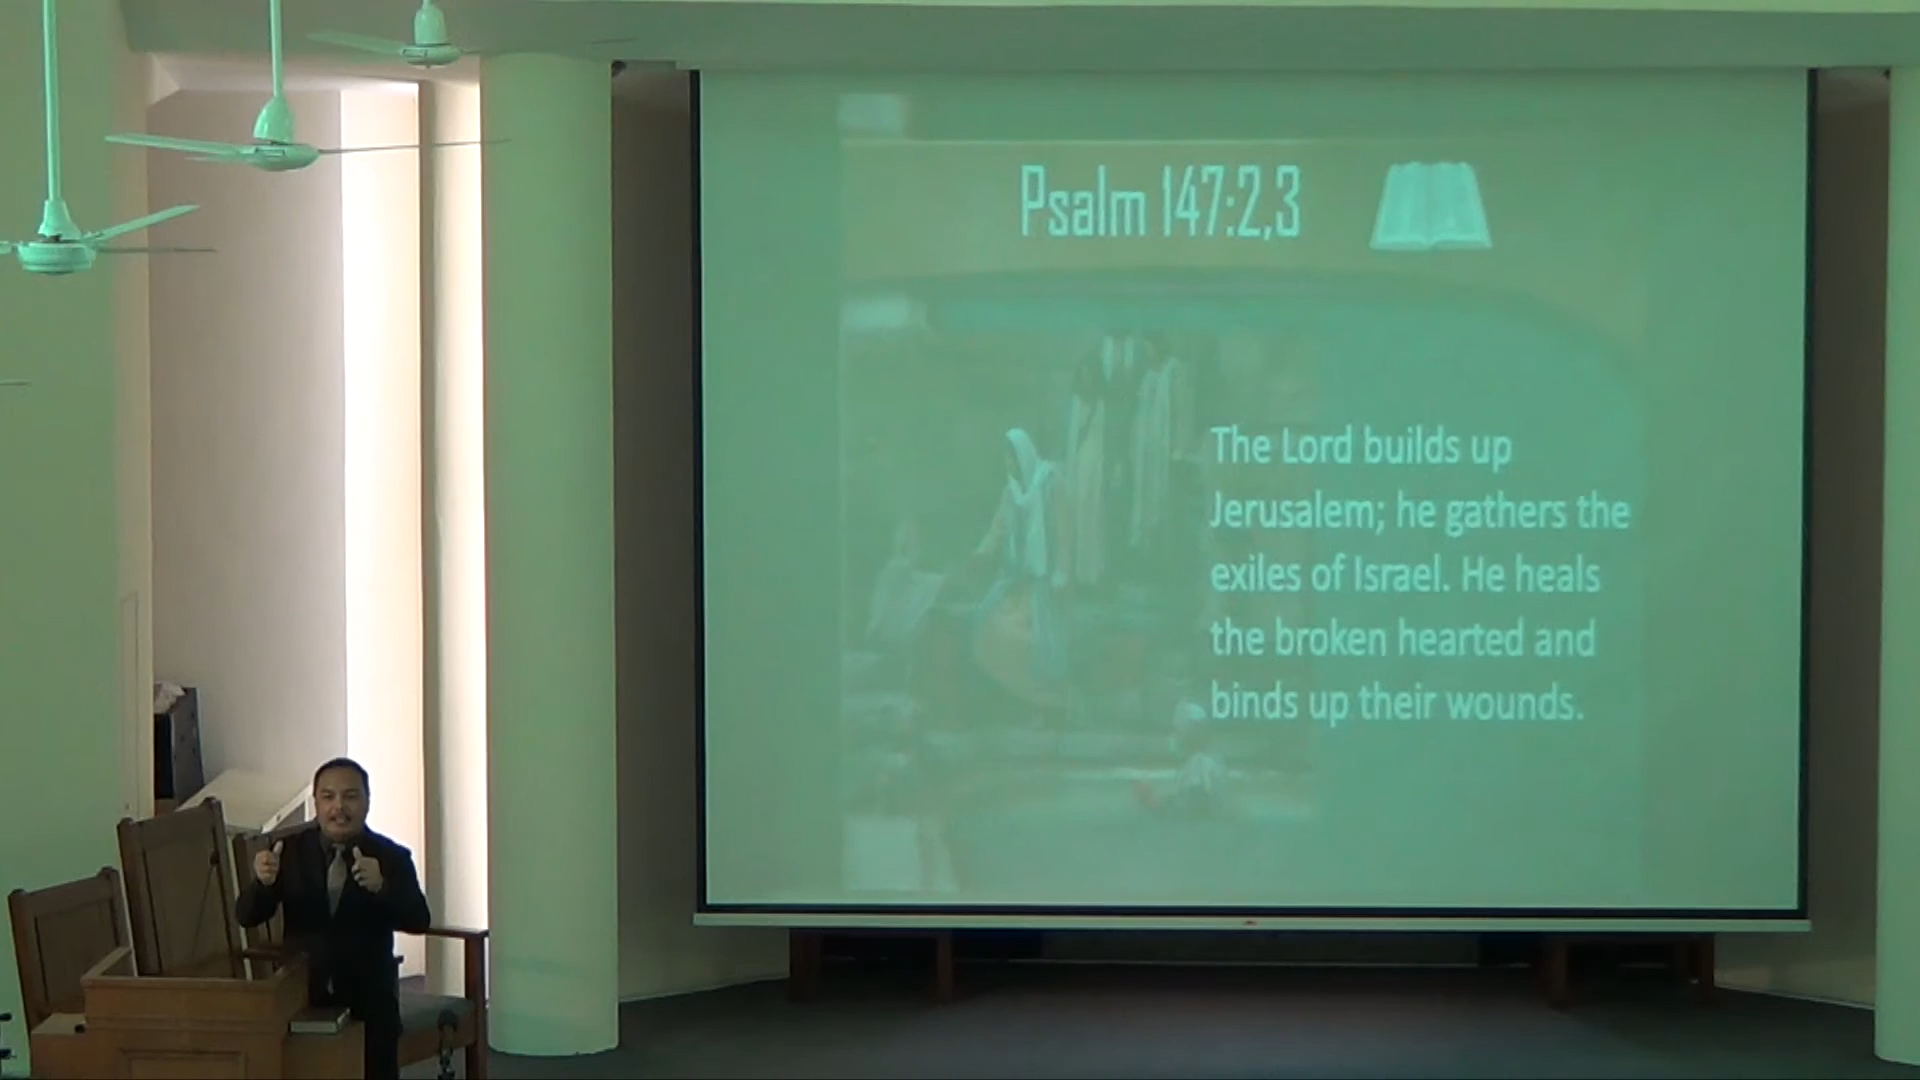 Psalm 147:2,3
The Lord builds up
Jerusalem; he gathers the
exiles of Israel. He heals
the broken hearted and
binds up their wounds.